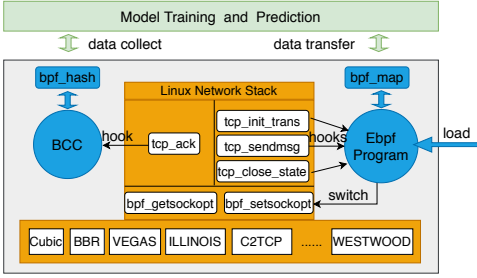 Model Training and Prediction
data collect
data transfer
bpf_hash
bpf_map
Linux Network Stack
tcp_init_trans
hook
tcp_ack
tcp_sendmsg
hooks
BCC
Ebpf
Program
load
tcp_close_state
switch
bpf_getsockopt
bpf_setsockopt
Cubic
BBR
VEGAS
ILLINOIS
C2TCP
......
WESTWOOD